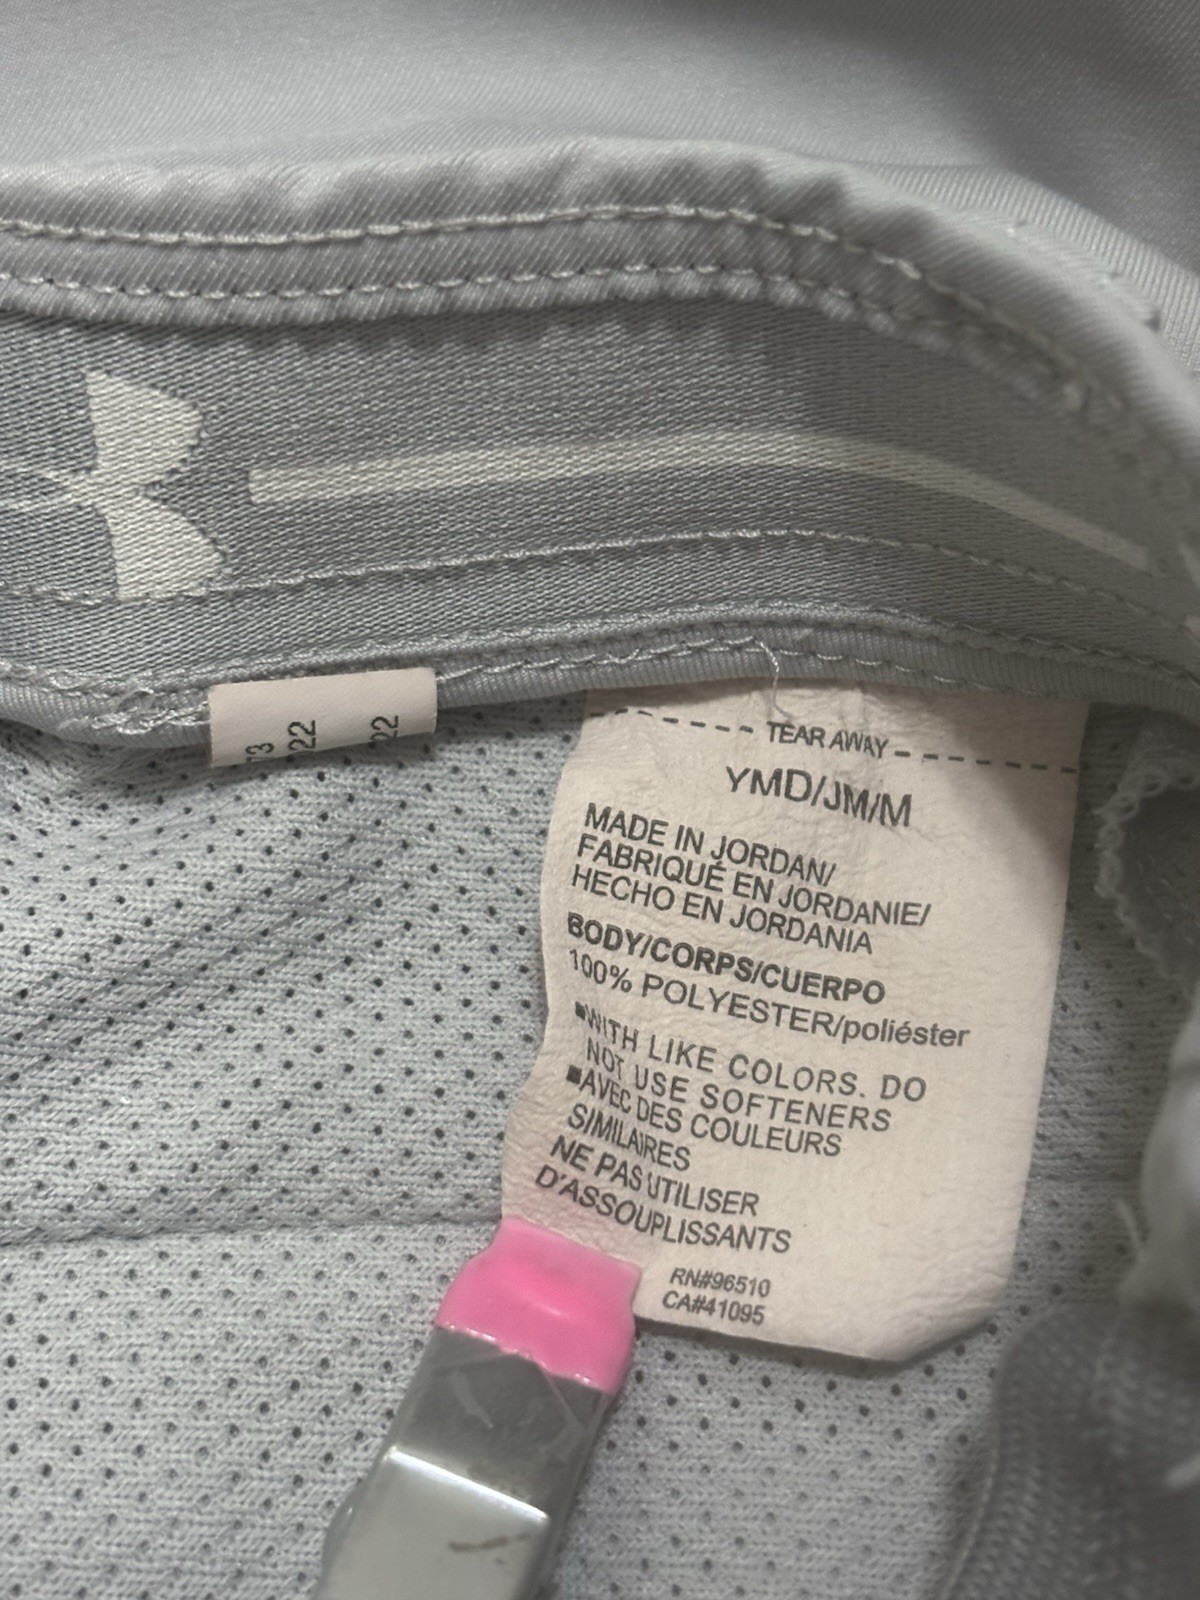 73
22
22
TEAR AWAY
YMD/JM/M
MADE IN JORDAN/
FABRIQUÉ EN JORDANIE/
HECHO EN JORDANIA
BODY/CORPS/CUERPO
100% POLYESTER/poliéster
▪WITH LIKE COLORS. DO
NOT USE SOFTENERS
▪AVEC DES COULEURS
SIMILAIRES
NE PAS UTILISER
D'ASSOUPLISSANTS
RN#96510
CA#41095